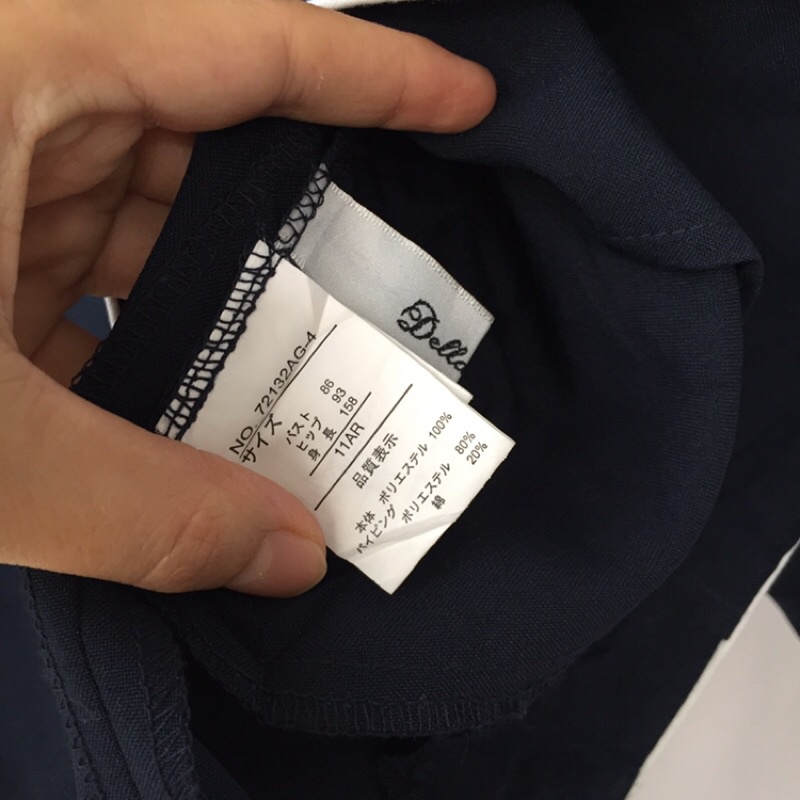 Della
NO. 72132AG-4
サイズ
バスト 86
ヒップ 93
身長 158
11AR
品質表示
本体 ポリエステル 100%
パイピング ポリエステル 80%
綿 20%